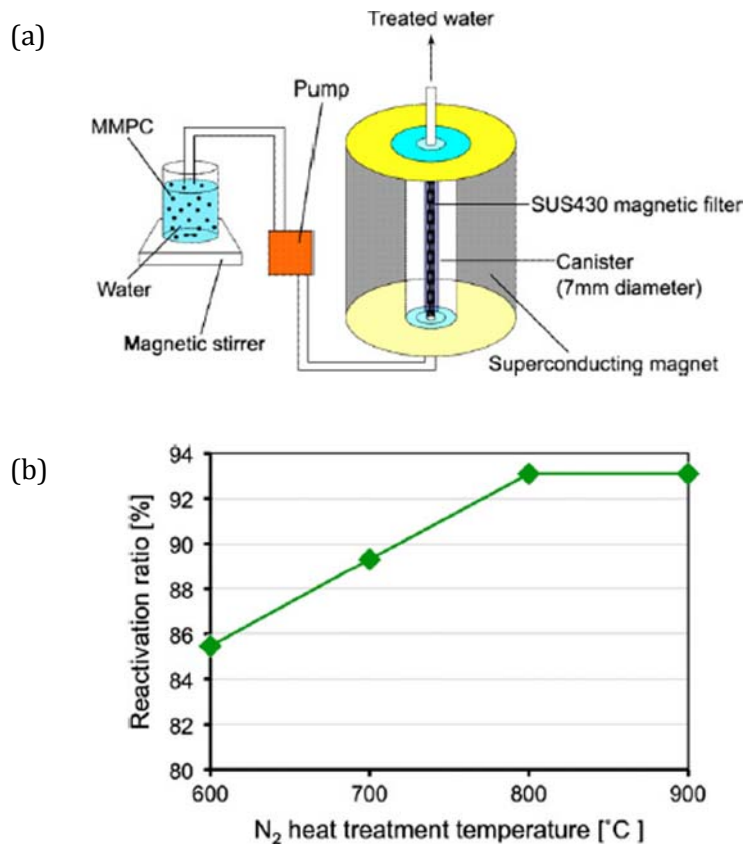 (a)
Treated water
Pump
MMPC
SUS430 magnetic filter
Canister
(7mm diameter)
Water
Magnetic stirrer
Superconducting magnet
(b)
94
92
90
88
86
84
82
80
Reactivation ratio [%]
600 700 800 900
N₂ heat treatment temperature [°C ]